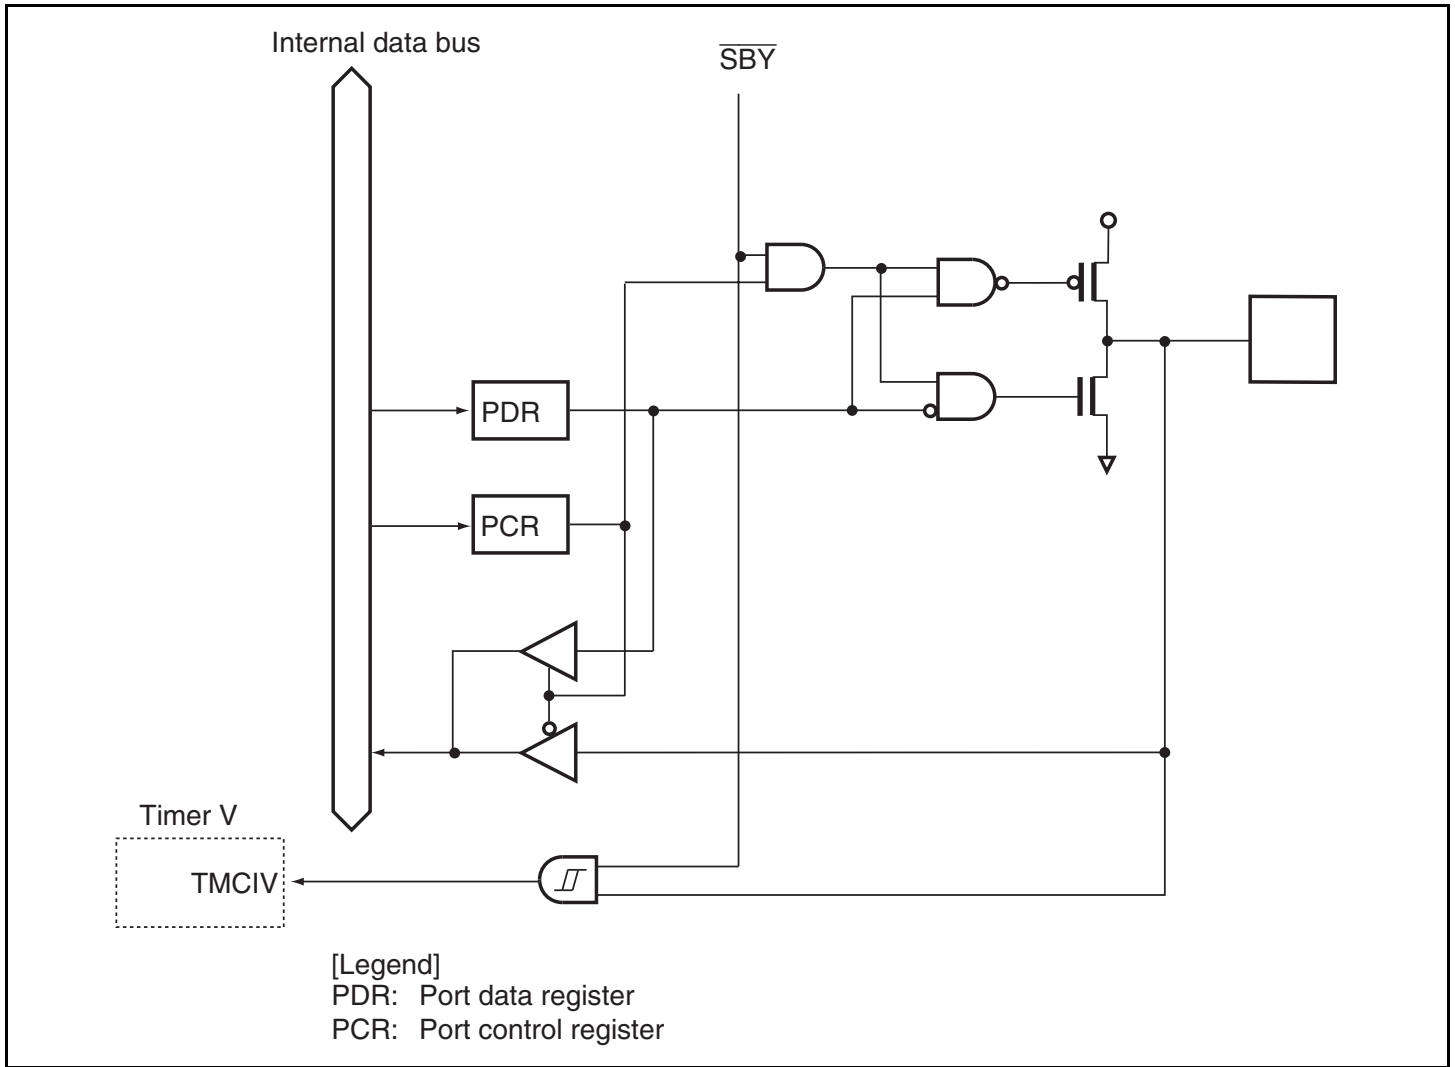 Internal data bus
SBY
PDR
PCR
Timer V
TMCIV
[Legend]
PDR: Port data register
PCR: Port control register